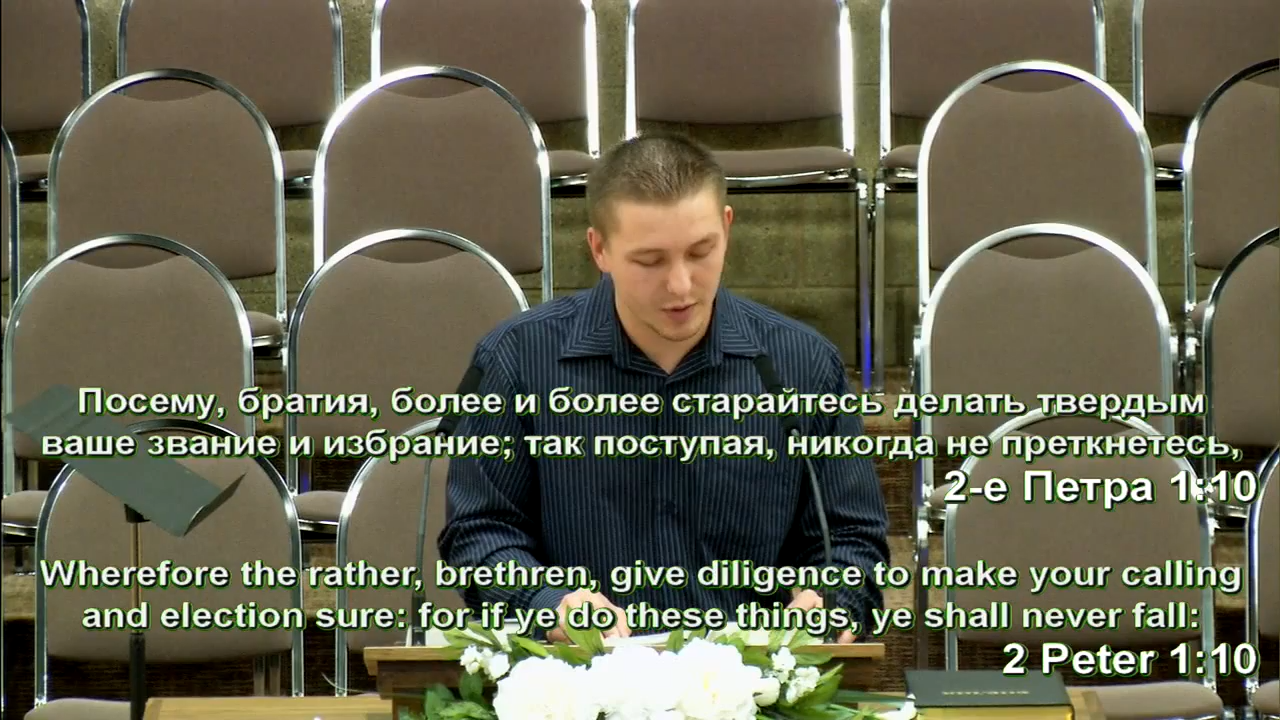 Посему, братия, более и более старайтесь делать твердым
ваше звание и избрание; так поступая, никогда не преткнетесь,
2-е Петра 1:10
Wherefore the rather, brethren, give diligence to make your calling
and election sure: for if ye do these things, ye shall never fall:
2 Peter 1:10